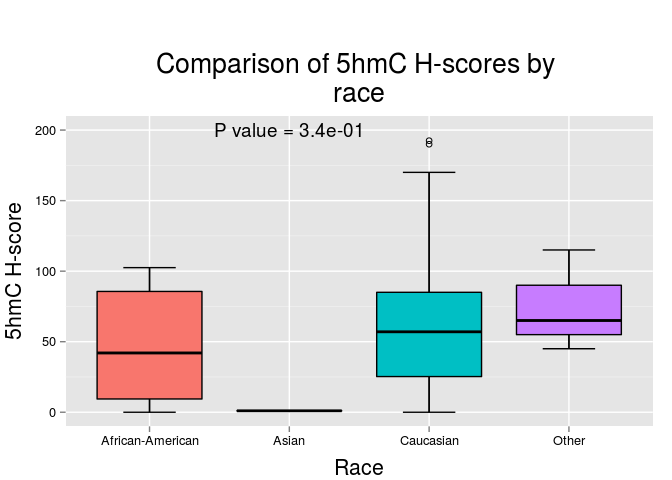 Comparison of 5hmC H-scores by
race
P value = 3.4e-01
200
150
100
50
0
5hmC H-score
African-American
Asian
Caucasian
Other
Race